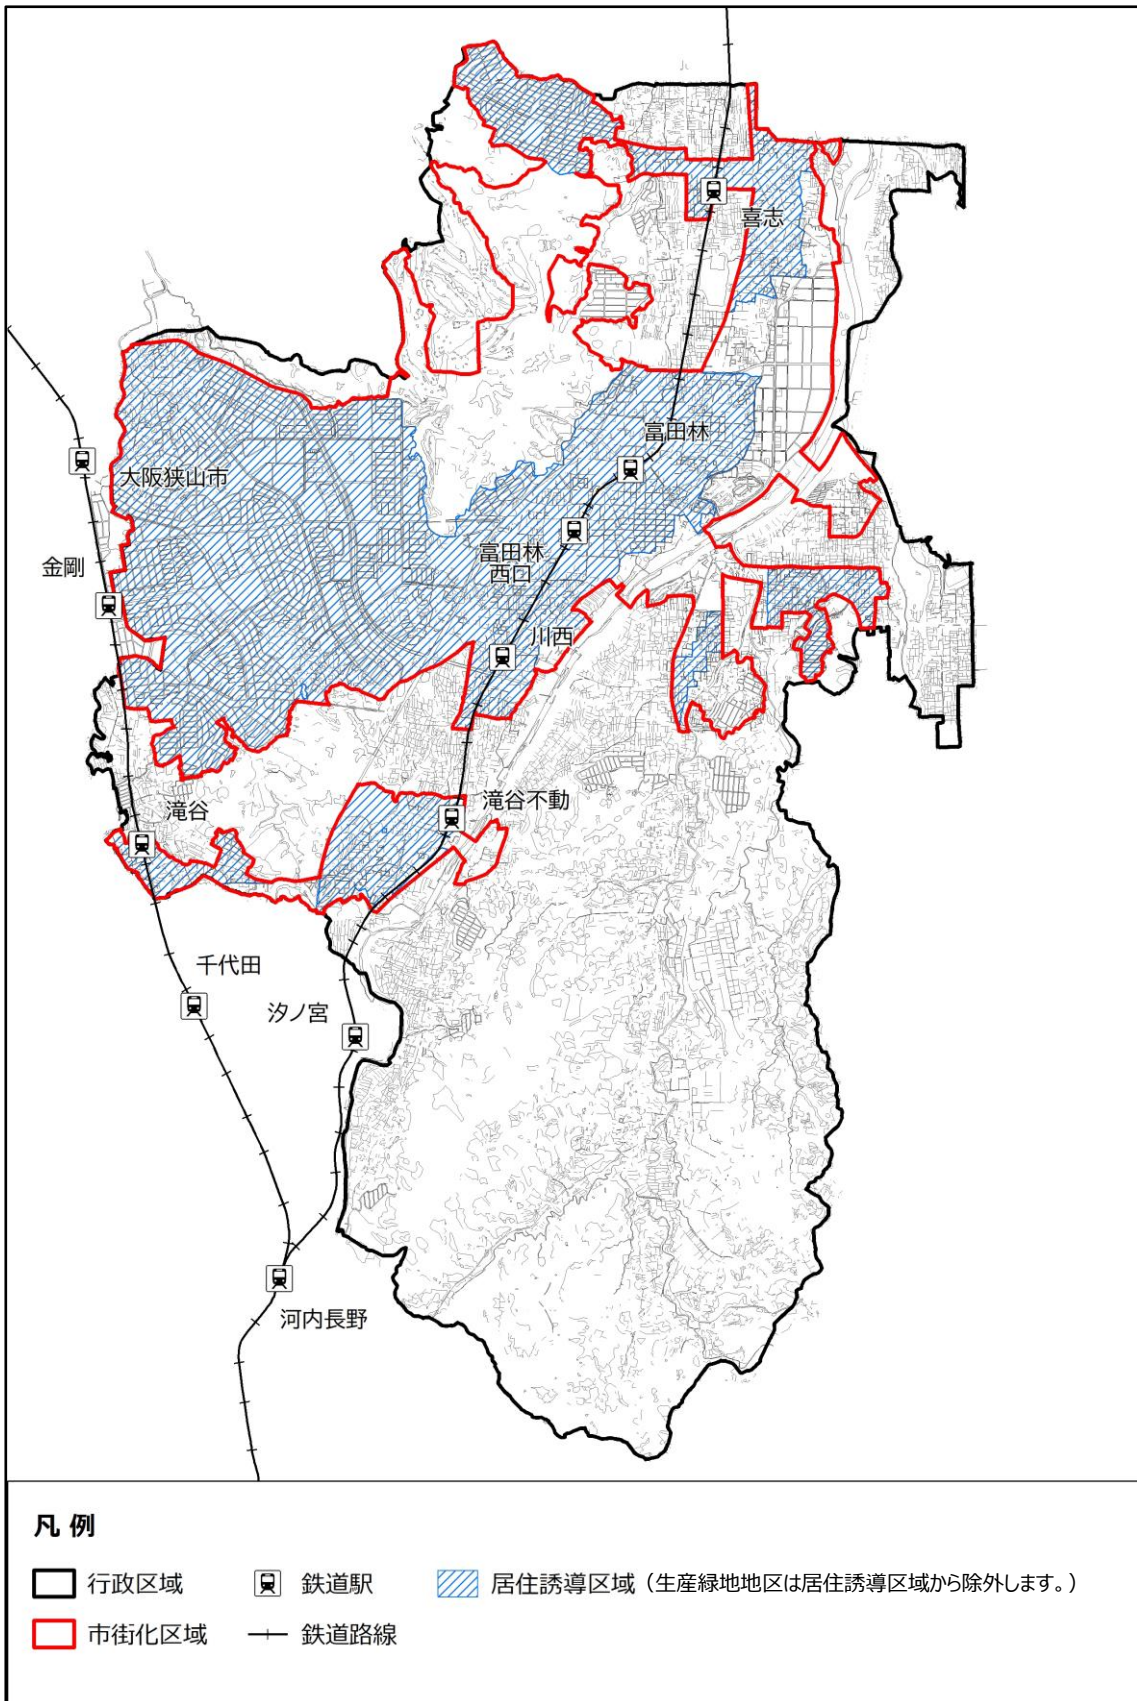 喜志
富田林
大阪狭山市
富田林
西口
金剛
川西
滝谷不動
滝谷
千代田
汐ノ宮
河内長野
凡 例
行政区域
鉄道駅
居住誘導区域（生産緑地地区は居住誘導区域から除外します。）
市街化区域
鉄道路線